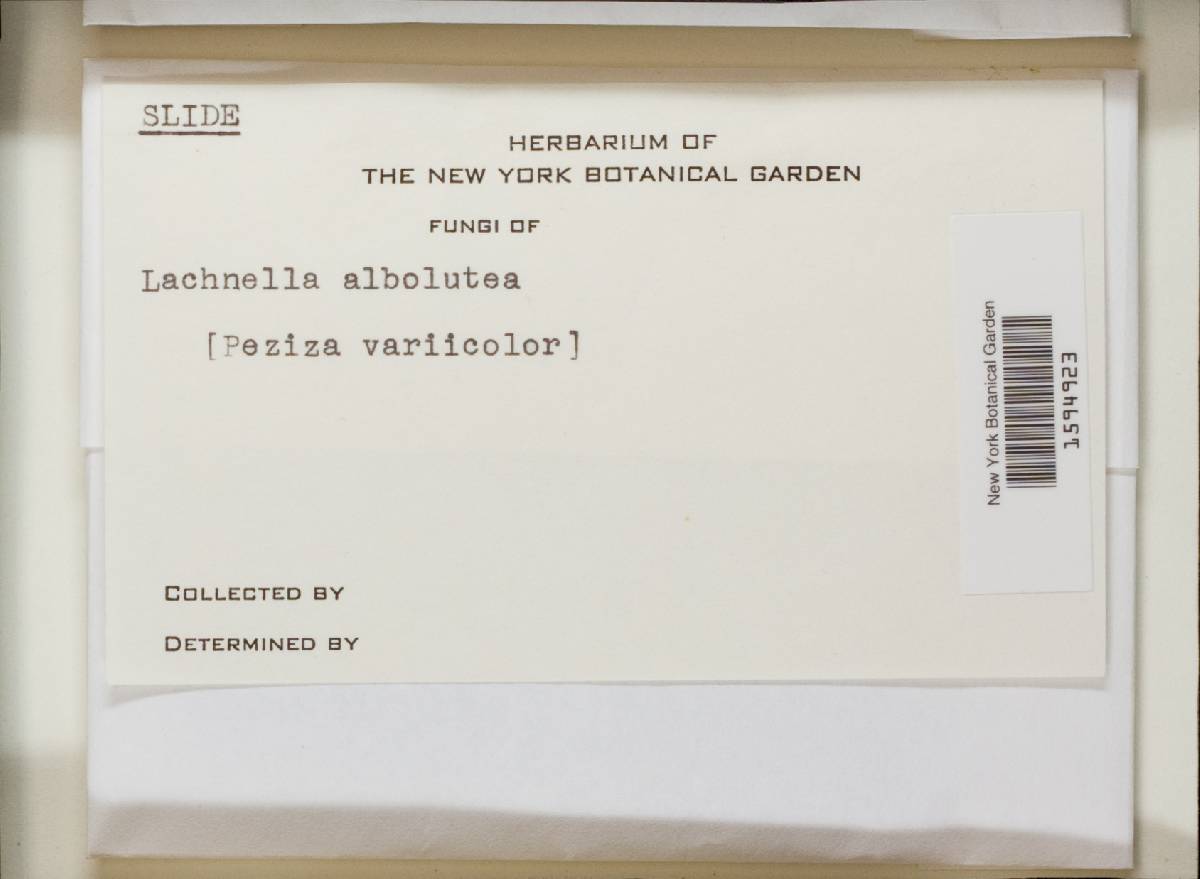 SLIDE
HERBARIUM OF
THE NEW YORK BOTANICAL GARDEN
FUNGI OF
Lachnella albolutea
[Peziza variicolor]
COLLECTED BY
DETERMINED BY
New York Botanical Garden
1594923